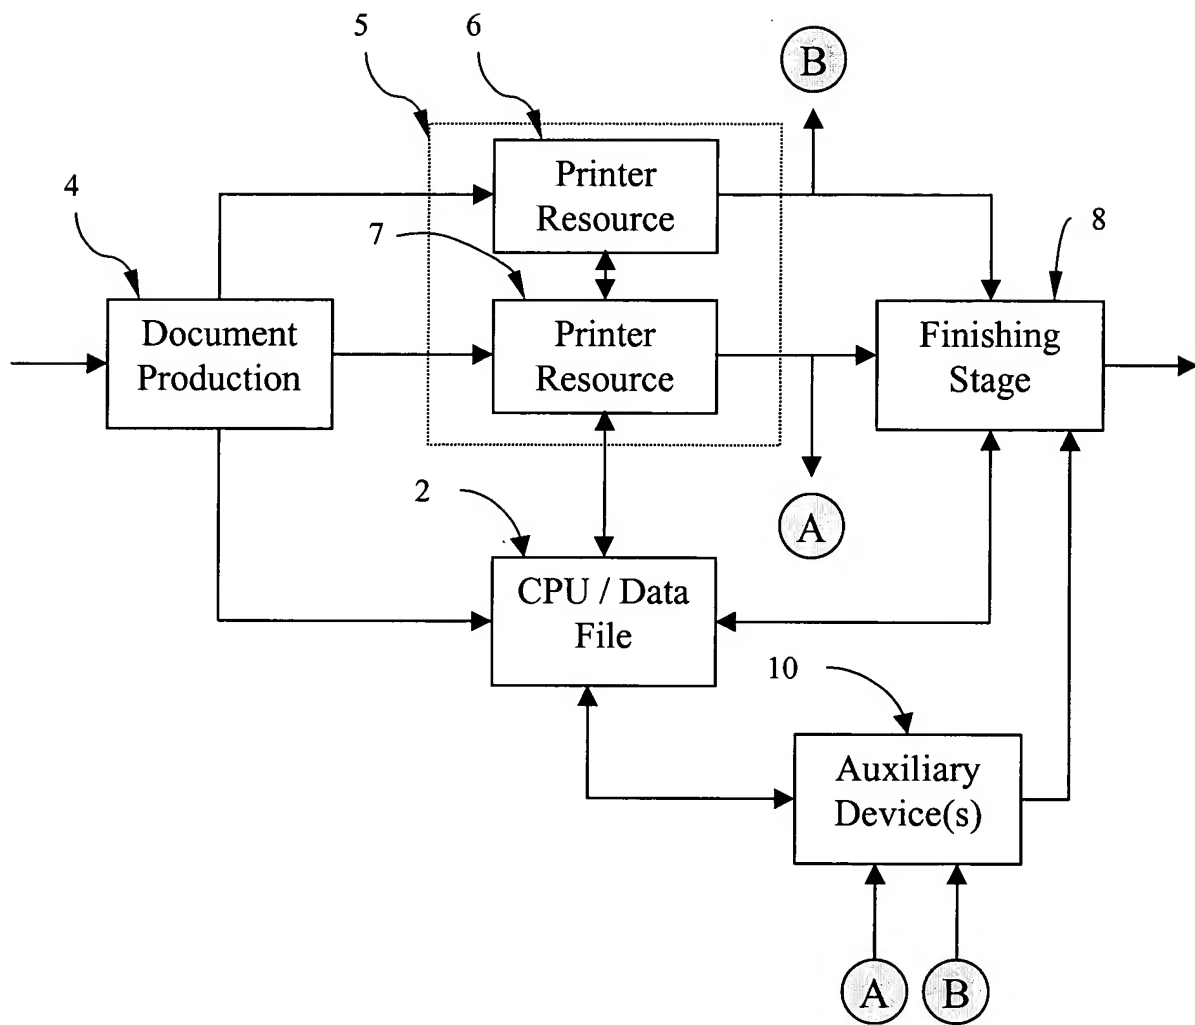 5
6
B
4
Printer
Resource
7
8
Document
Production
Printer
Resource
Finishing
Stage
2
A
CPU / Data
File
10
Auxiliary
Device(s)
A
B